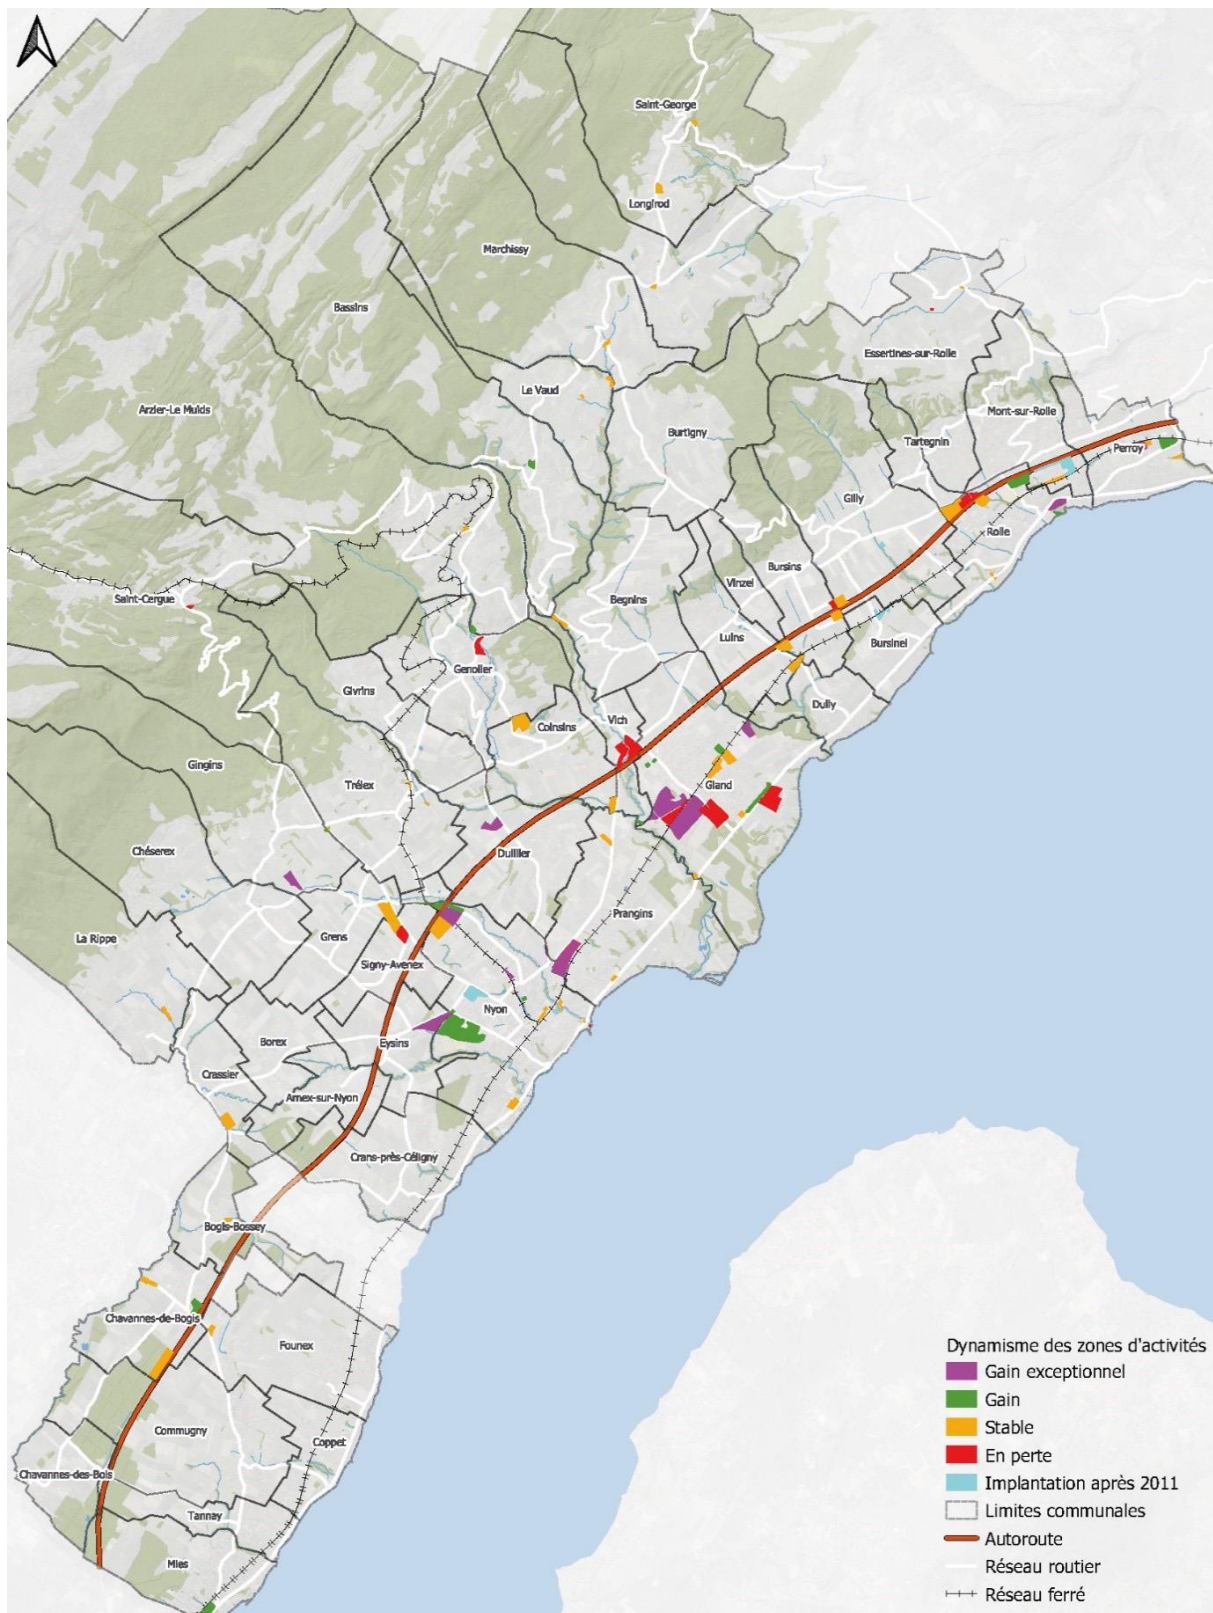 Saint-George
Longirod
Marchissy
Bassins
Essertines-sur-Rolle
Le Vaud
Arzier-Le Muids
Mont-sur-Rolle
Burtigny
Tartegnin
Perroy
Gilly
Rolle
Bursins
Vinzel
Saint-Cergue
Begnins
Luins
Bursinel
Genolier
Givrins
Dully
Vich
Coinsins
Gingins
Trélex
Gland
Chéserex
Duillier
Prangins
Grens
La Rippe
Signy-Avenex
Nyon
Borex
Eysins
Crassier
Arnex-sur-Nyon
Crans-près-Céligny
Bogis-Bossey
Chavannes-de-Bogis
Founex
Commugny
Coppet
Chavannes-des-Bois
Tannay
Mies
Dynamisme des zones d'activités
Gain exceptionnel
Gain
Stable
En perte
Implantation après 2011
Limites communales
Autoroute
Réseau routier
Réseau ferré